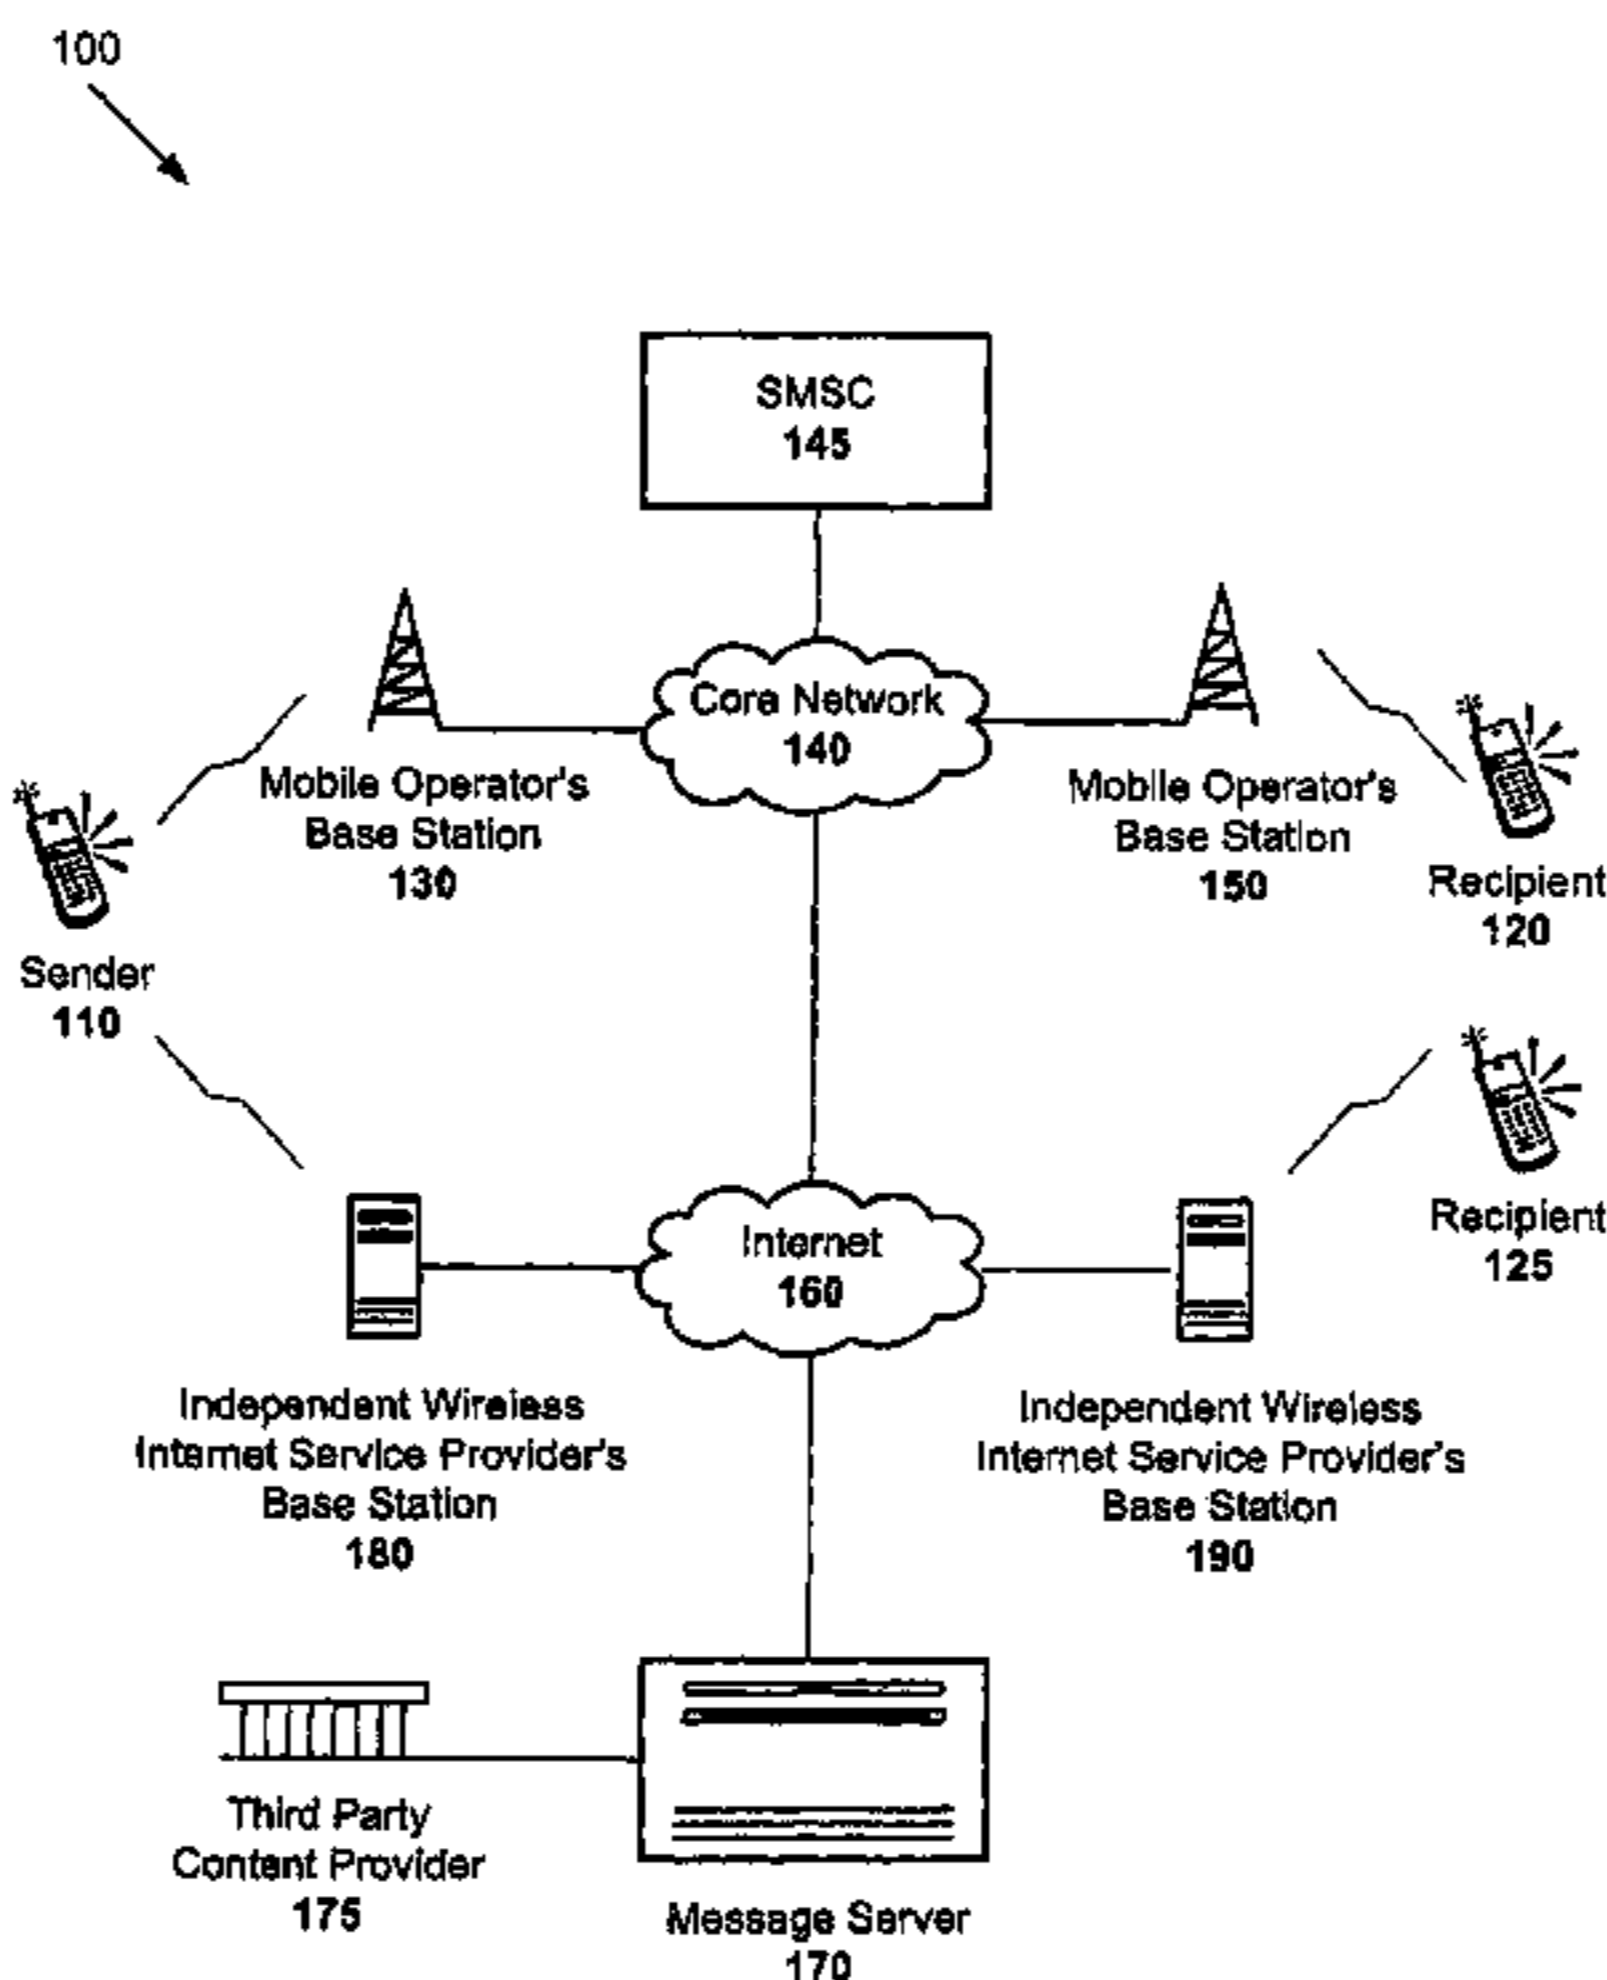 100
SMSC
145
Core Network
140
Mobile Operator's
Base Station
130
Mobile Operator's
Base Station
150
Recipient
120
Sender
110
Recipient
125
Internet
160
Independent Wireless
Internet Service Provider's
Base Station
180
Independent Wireless
Internet Service Provider's
Base Station
190
Third Party
Content Provider
175
Message Server
170